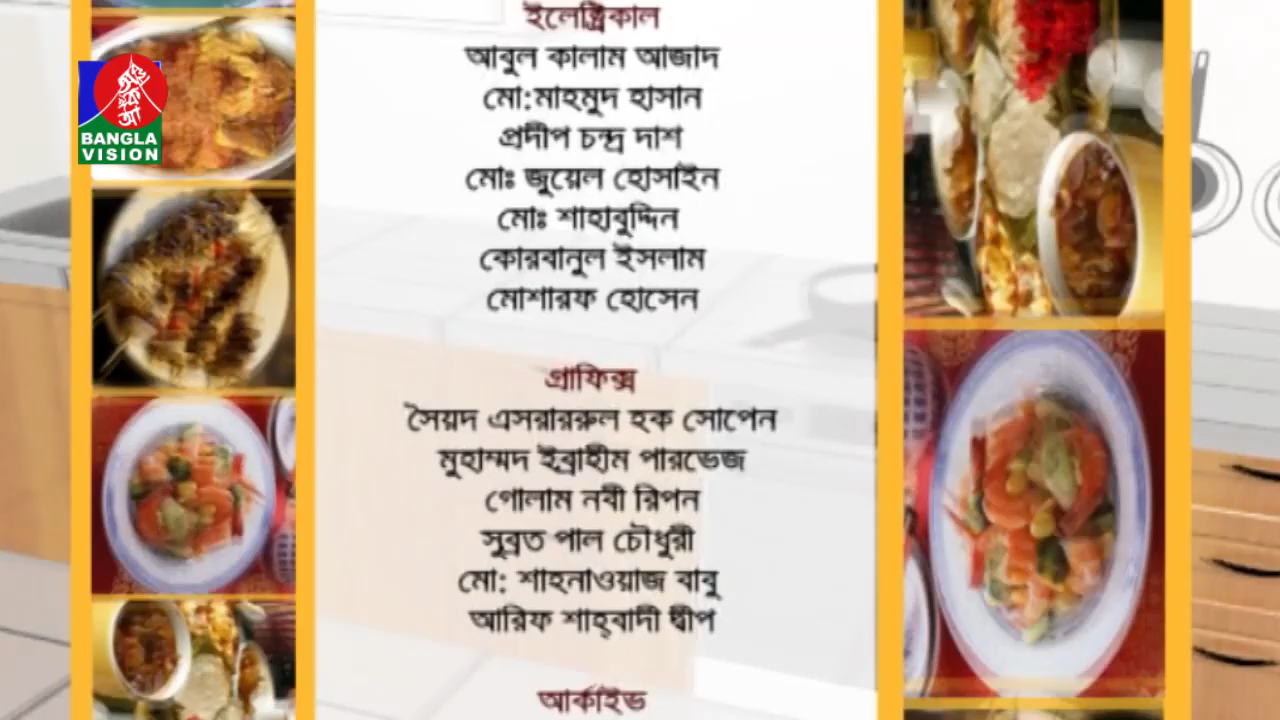 ইলেক্ট্রিকাল
আবুল কালাম আজাদ
মো:মাহমুদ হাসান
প্রদীপ চন্দ্র দাশ
মোঃ জুয়েল হোসাইন
মোঃ শাহাবুদ্দিন
কোরবানুল ইসলাম
মোশারফ হোসেন
গ্রাফিক্স
সৈয়দ এসরাররুল হক সোপেন
মুহাম্মদ ইব্রাহীম পারভেজ
গোলাম নবী রিপন
সুব্রত পাল চৌধুরী
মো: শাহনাওয়াজ বাবু
আরিফ শাহ্‌বাদী দ্বীপ
আর্কাইভ
BANGLA
VISION